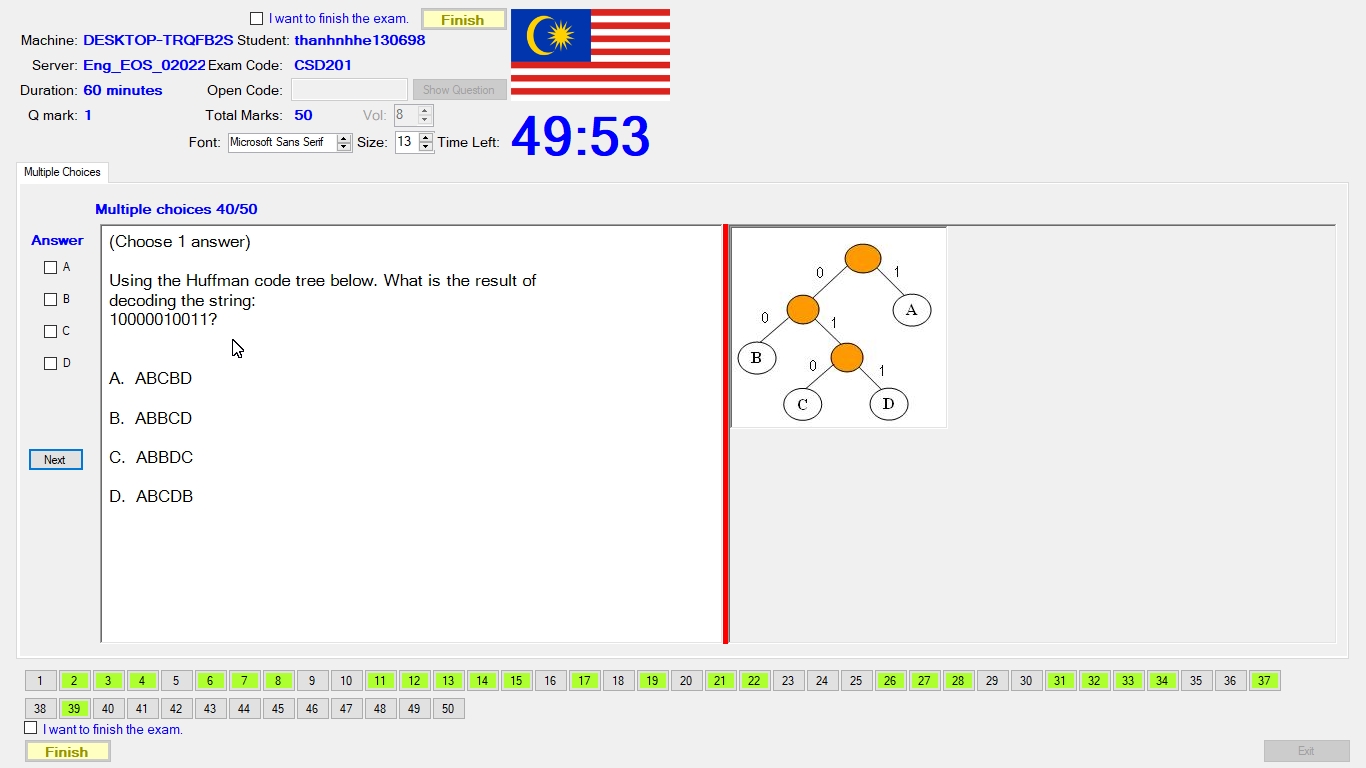 I want to finish the exam. Finish
Machine: DESKTOP-TRQFB2S Student: thanhnhhe130698
Server: Eng_EOS_02022 Exam Code: CSD201
Duration: 60 minutes Open Code: Show Question
Q mark: 1 Total Marks: 50 Vol: 8
Font: Microsoft Sans Serif Size: 13 Time Left: 49:53
Multiple Choices
Multiple choices 40/50
Answer
A
B
C
D
Next
(Choose 1 answer)
Using the Huffman code tree below. What is the result of
decoding the string:
10000010011?
A. ABCBD
B. ABBCD
C. ABBDC
D. ABCDB
0 1
A
0 1
B
0 1
C D
1 2 3 4 5 6 7 8 9 10 11 12 13 14 15 16 17 18 19 20 21 22 23 24 25 26 27 28 29 30 31 32 33 34 35 36 37
38 39 40 41 42 43 44 45 46 47 48 49 50
I want to finish the exam.
Finish Exit